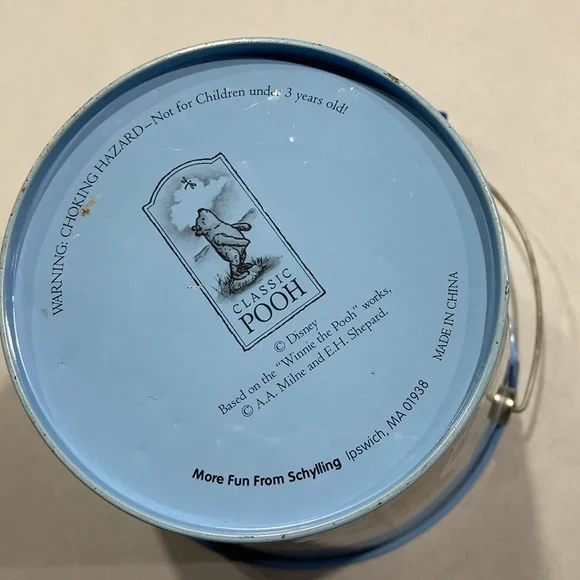 WARNING: CHOKING HAZARD–Not for Children under 3 years old!
CLASSIC
POOH
© Disney
Based on the "Winnie the Pooh" works,
© A.A. Milne and E.H. Shepard.
MADE IN CHINA
More Fun From Schylling Ipswich, MA 01938